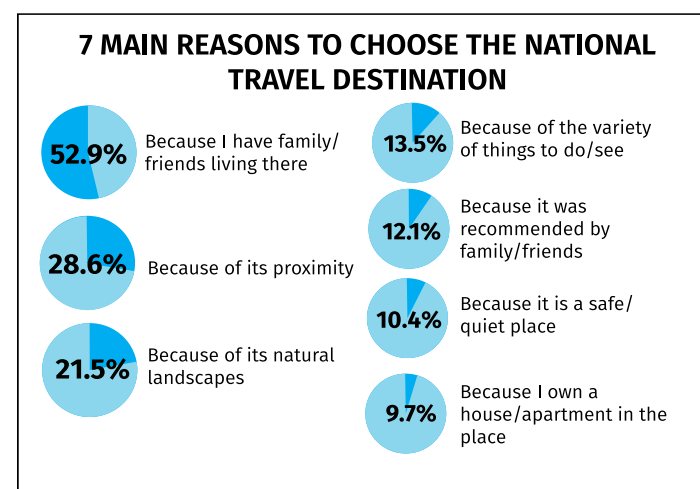 7 MAIN REASONS TO CHOOSE THE NATIONAL
TRAVEL DESTINATION
52.9%
Because I have family/
friends living there
28.6%
Because of its proximity
21.5%
Because of its natural
landscapes
13.5%
Because of the variety
of things to do/see
12.1%
Because it was
recommended by
family/friends
10.4%
Because it is a safe/
quiet place
9.7%
Because I own a
house/apartment in the
place